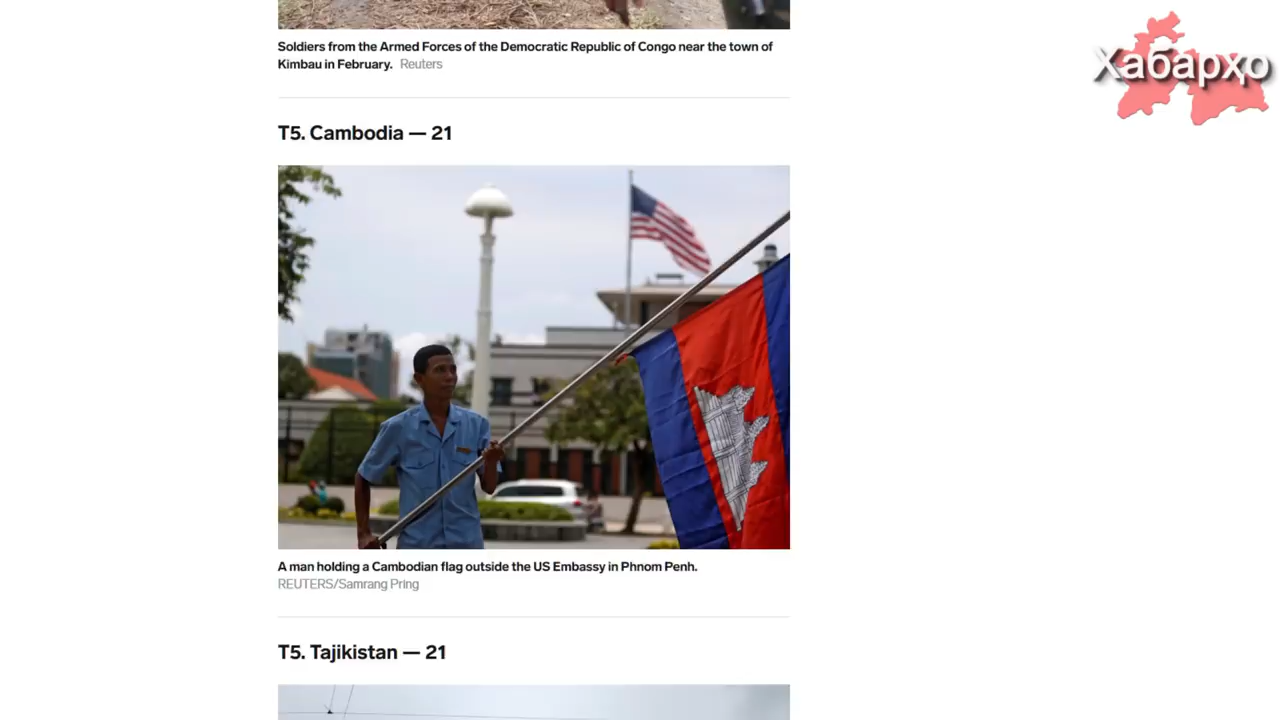 Soldiers from the Armed Forces of the Democratic Republic of Congo near the town of
Kimbau in February. Reuters
Хабарҳо
T5. Cambodia — 21
A man holding a Cambodian flag outside the US Embassy in Phnom Penh.
REUTERS/Samrang Pring
T5. Tajikistan — 21